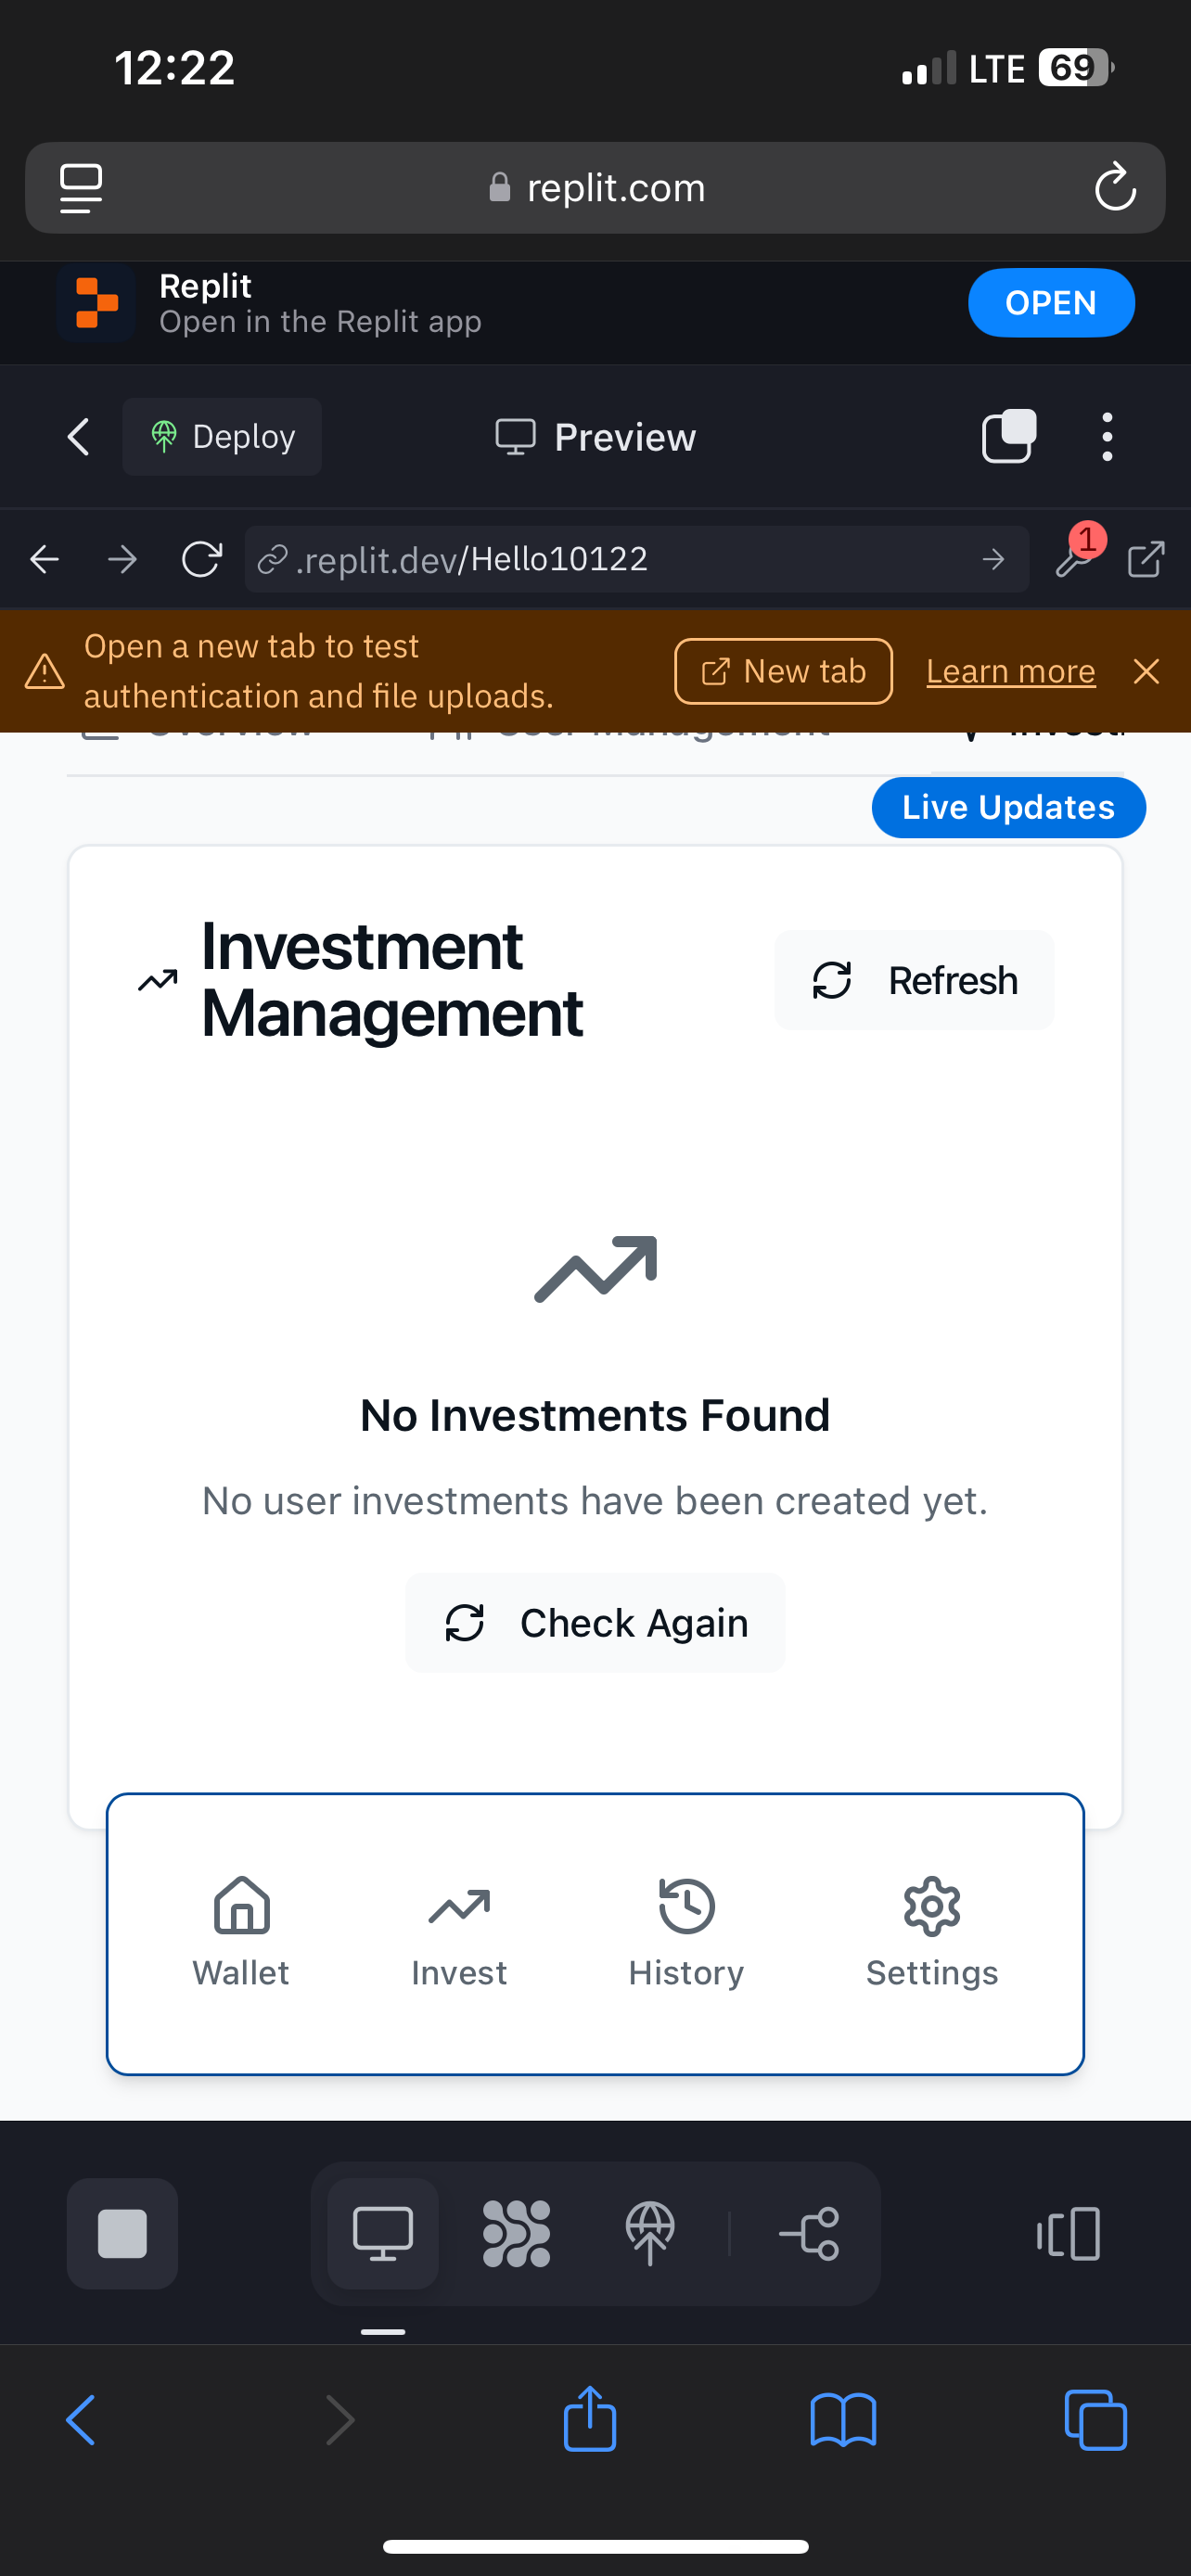 12:22
LTE 69
replit.com
Replit
Open in the Replit app
OPEN
Deploy
Preview
.replit.dev/Hello10122
1
Open a new tab to test
authentication and file uploads.
New tab
Learn more
Live Updates
Investment
Management
Refresh
No Investments Found
No user investments have been created yet.
Check Again
Wallet
Invest
History
Settings